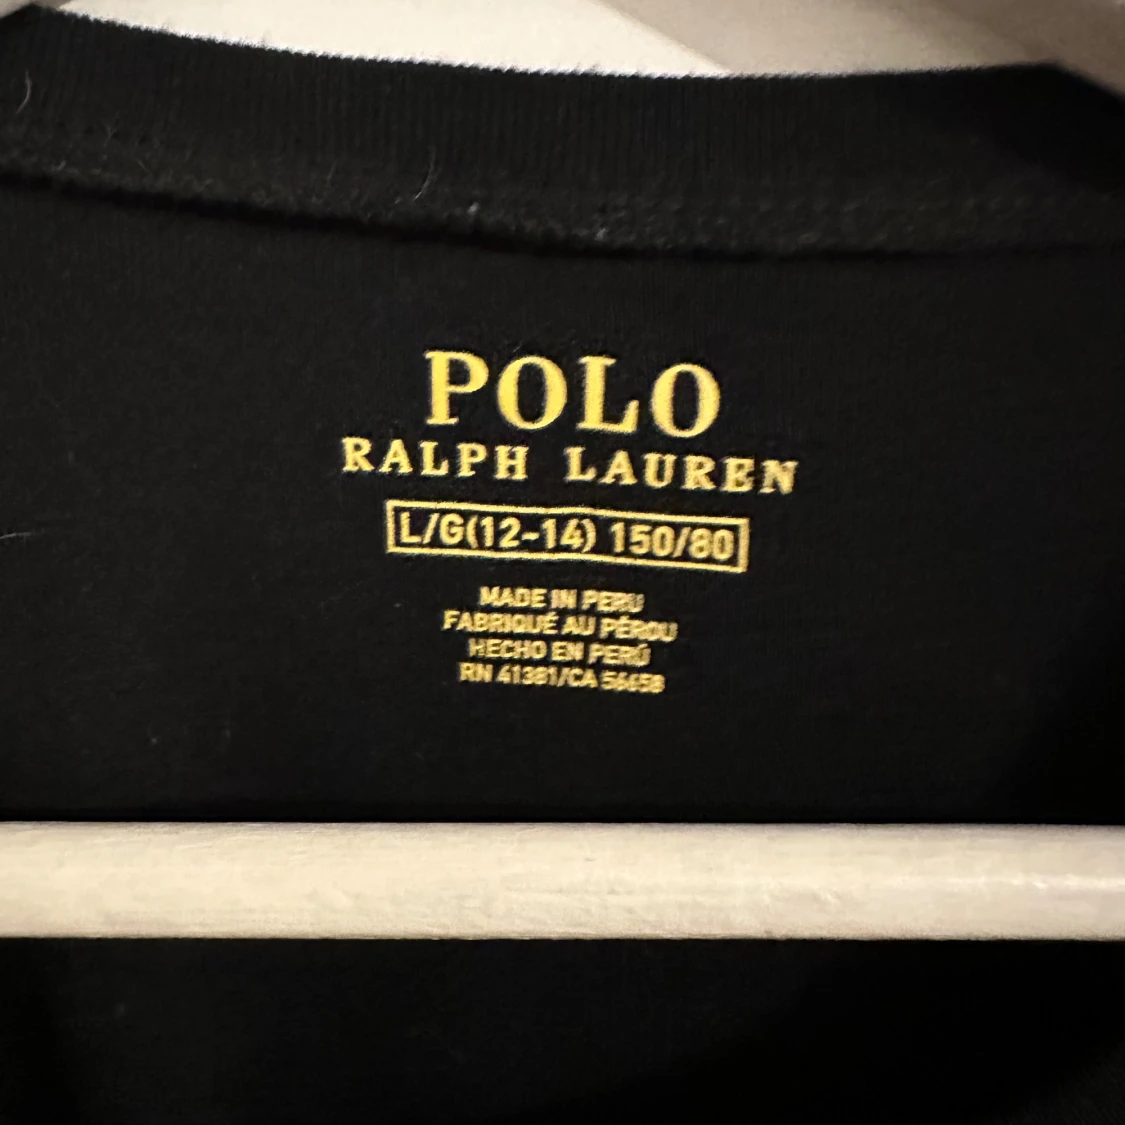 POLO
RALPH LAUREN
L/G(12-14) 150/80
MADE IN PERU
FABRIQUÉ AU PÉROU
HECHO EN PERÚ
RN 41381/CA 56658